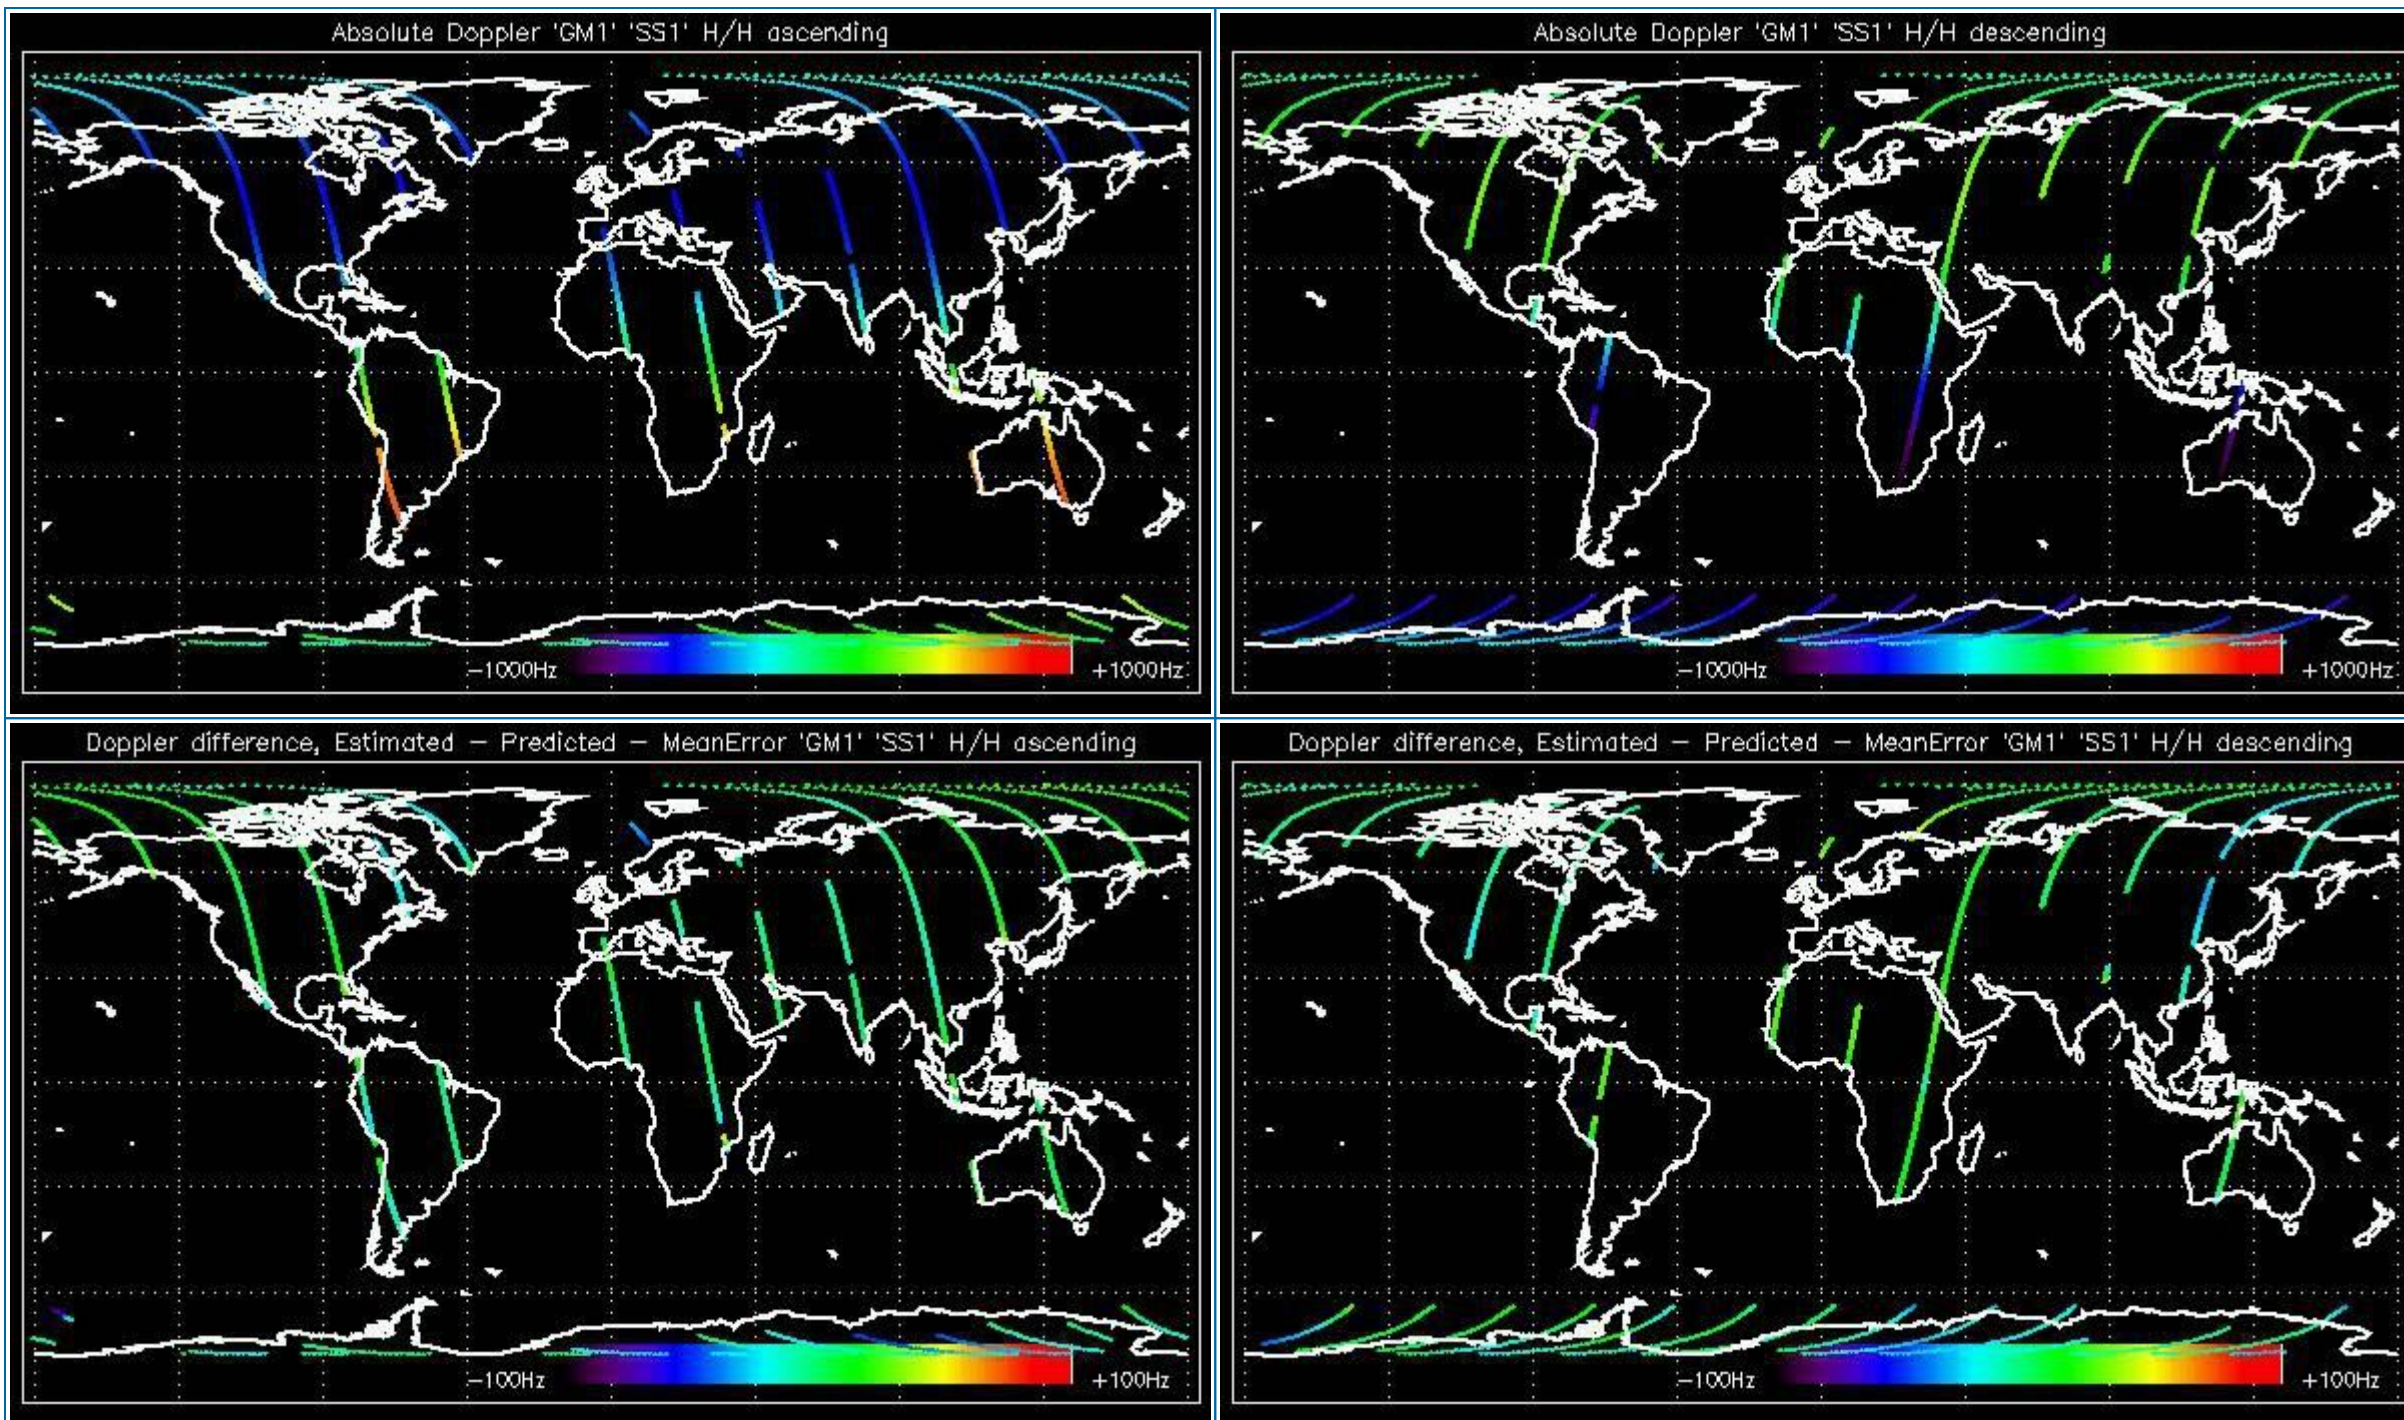 Absolute Doppler 'GM1' 'SS1' H/H ascending
−1000Hz
+1000Hz
Absolute Doppler 'GM1' 'SS1' H/H descending
−1000Hz
+1000Hz
Doppler difference, Estimated − Predicted − MeanError 'GM1' 'SS1' H/H ascending
−100Hz
+100Hz
Doppler difference, Estimated − Predicted − MeanError 'GM1' 'SS1' H/H descending
−100Hz
+100Hz